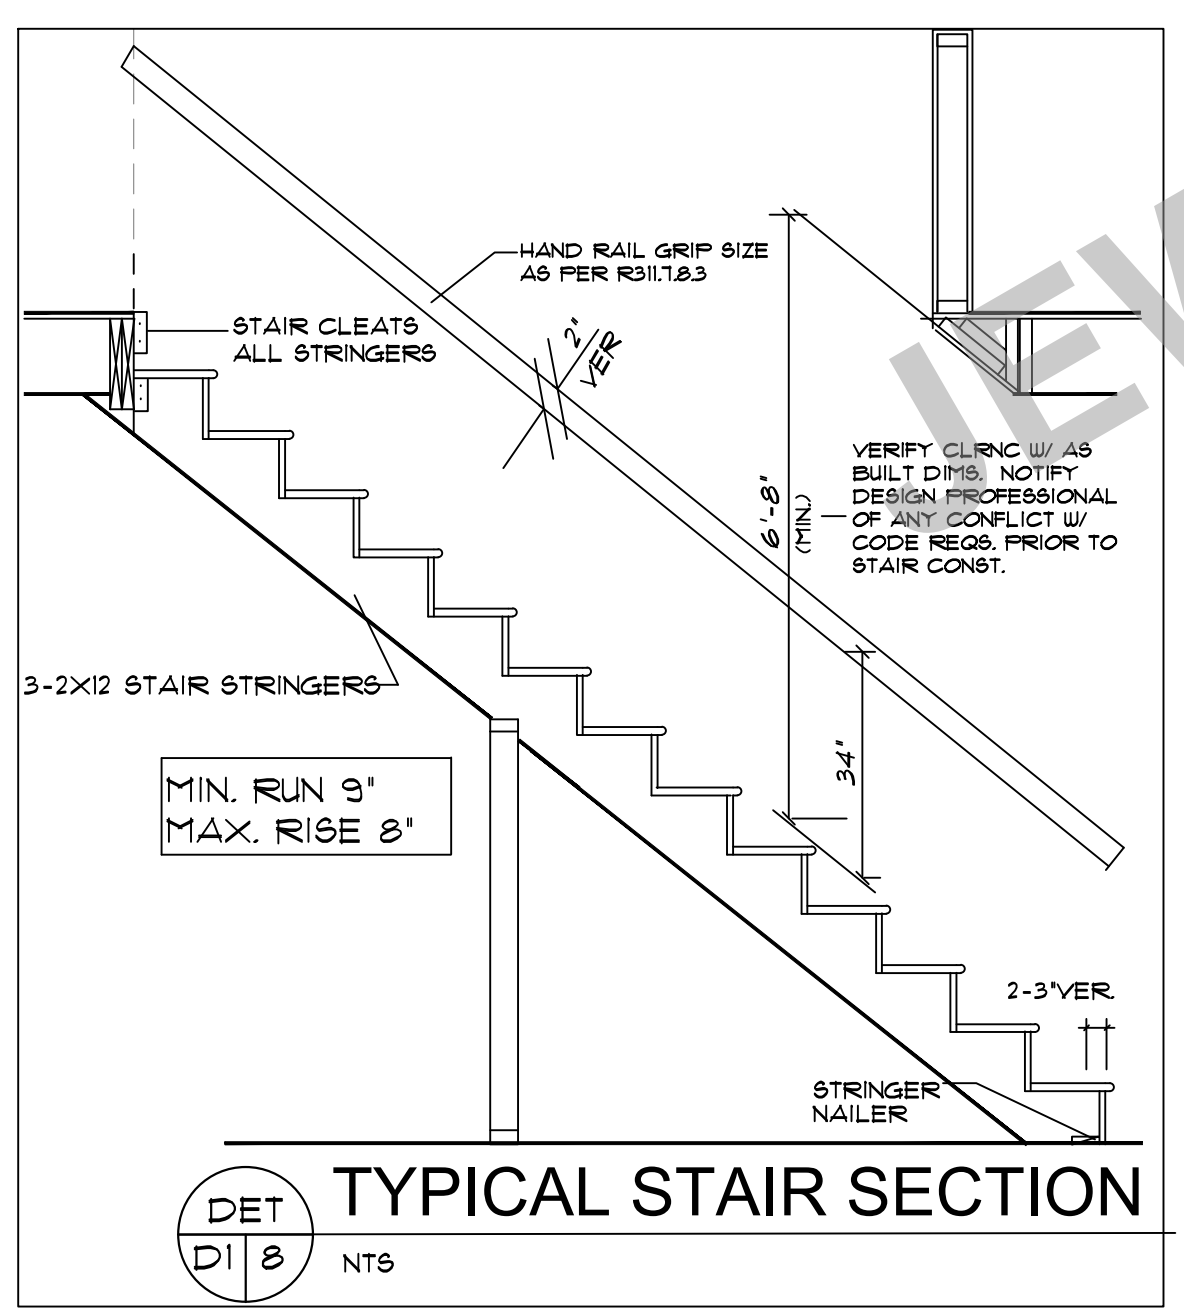 HAND RAIL GRIP SIZE
AS PER R311.7.8.3
STAIR CLEATS
ALL STRINGERS
2"
VER
6'-8"
(MIN.)
VERIFY CLRNC W/ AS
BUILT DIMS. NOTIFY
DESIGN PROFESSIONAL
OF ANY CONFLICT W/
CODE REQS. PRIOR TO
STAIR CONST.
3-2X12 STAIR STRINGERS
34"
MIN. RUN 9"
MAX. RISE 8"
2-3"VER.
STRINGER
NAILER
TYPICAL STAIR SECTION
DET
D1 8
NTS